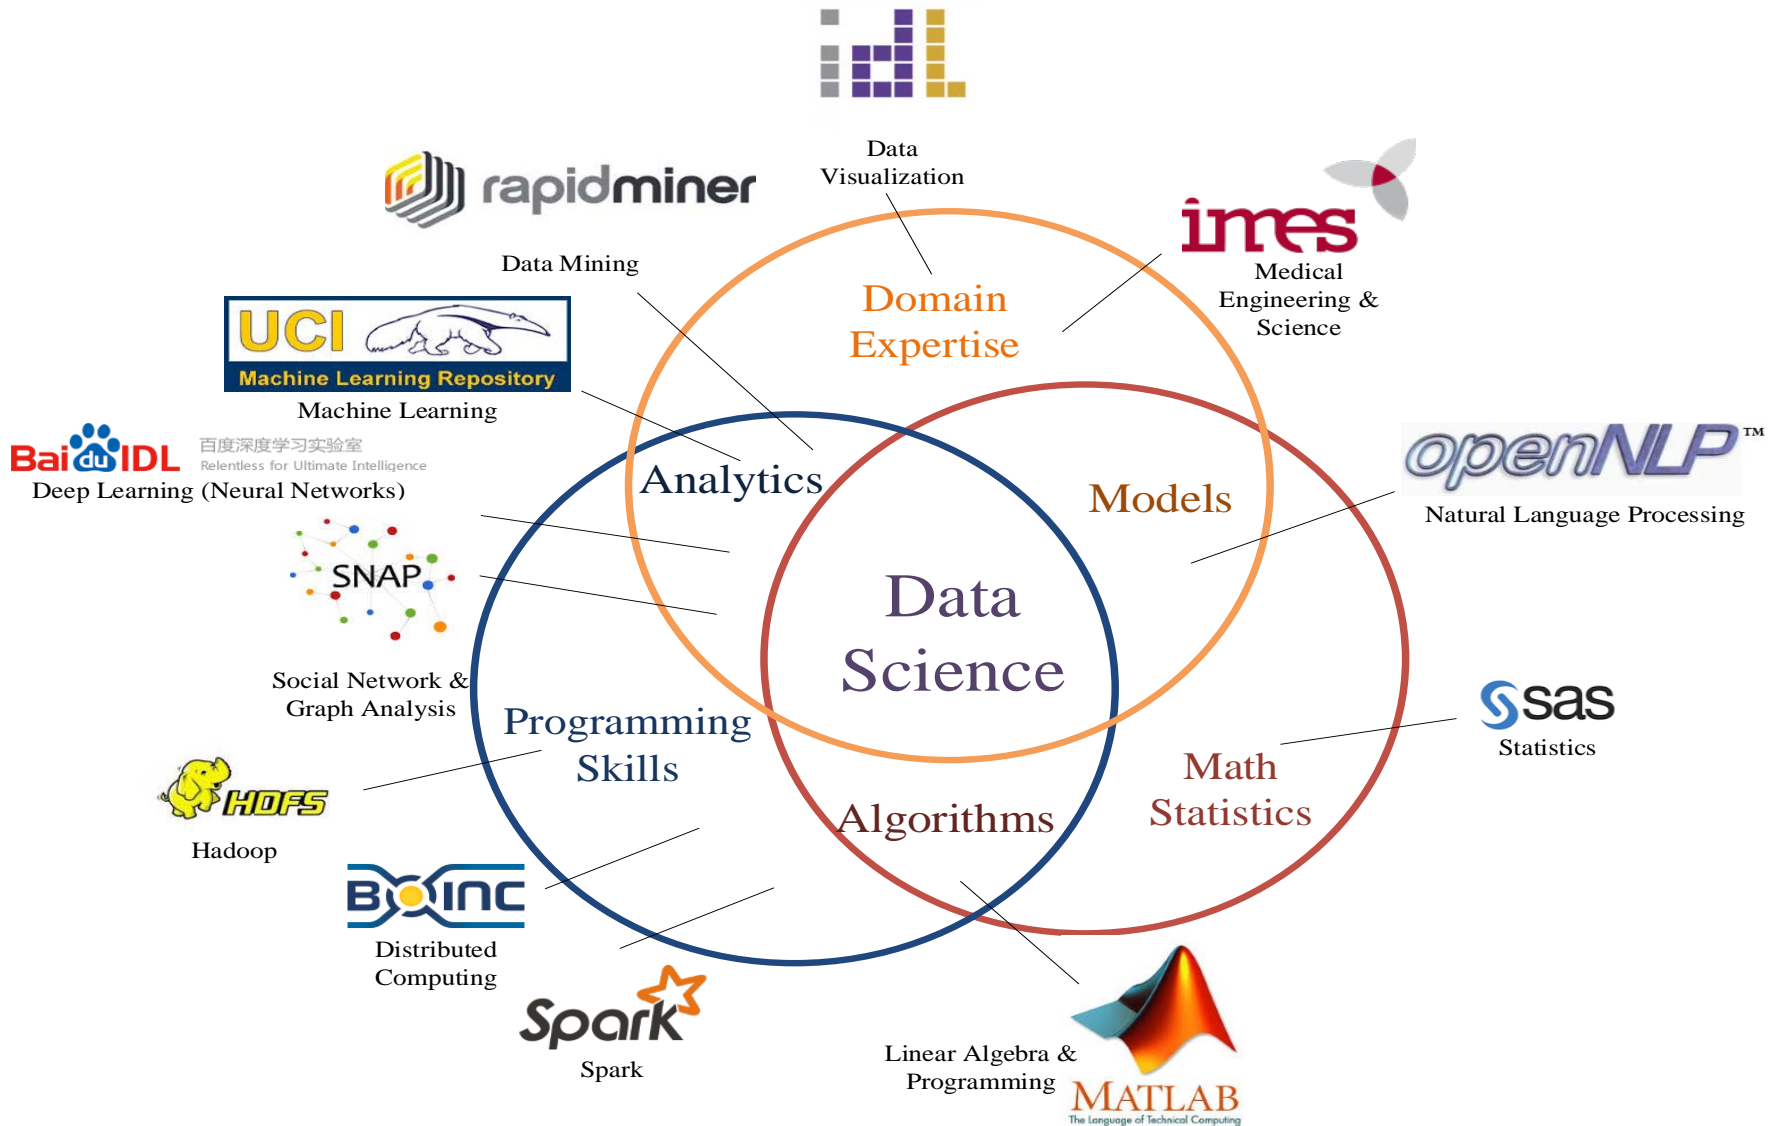 idL
Data
Visualization
rapidminer
imes
Medical
Engineering &
Science
Data Mining
Domain
Expertise
UCI
Machine Learning Repository
Machine Learning
Baidu IDL
百度深度学习实验室
Relentless for Ultimate Intelligence
Deep Learning (Neural Networks)
openNLP™
Natural Language Processing
Analytics
Models
SNAP
Data
Science
Social Network &
Graph Analysis
Programming
Skills
sas
Statistics
Math
Statistics
HDFS
Hadoop
Algorithms
BOINC
Distributed
Computing
Spark
Spark
Linear Algebra &
Programming
MATLAB
The Language of Technical Computing